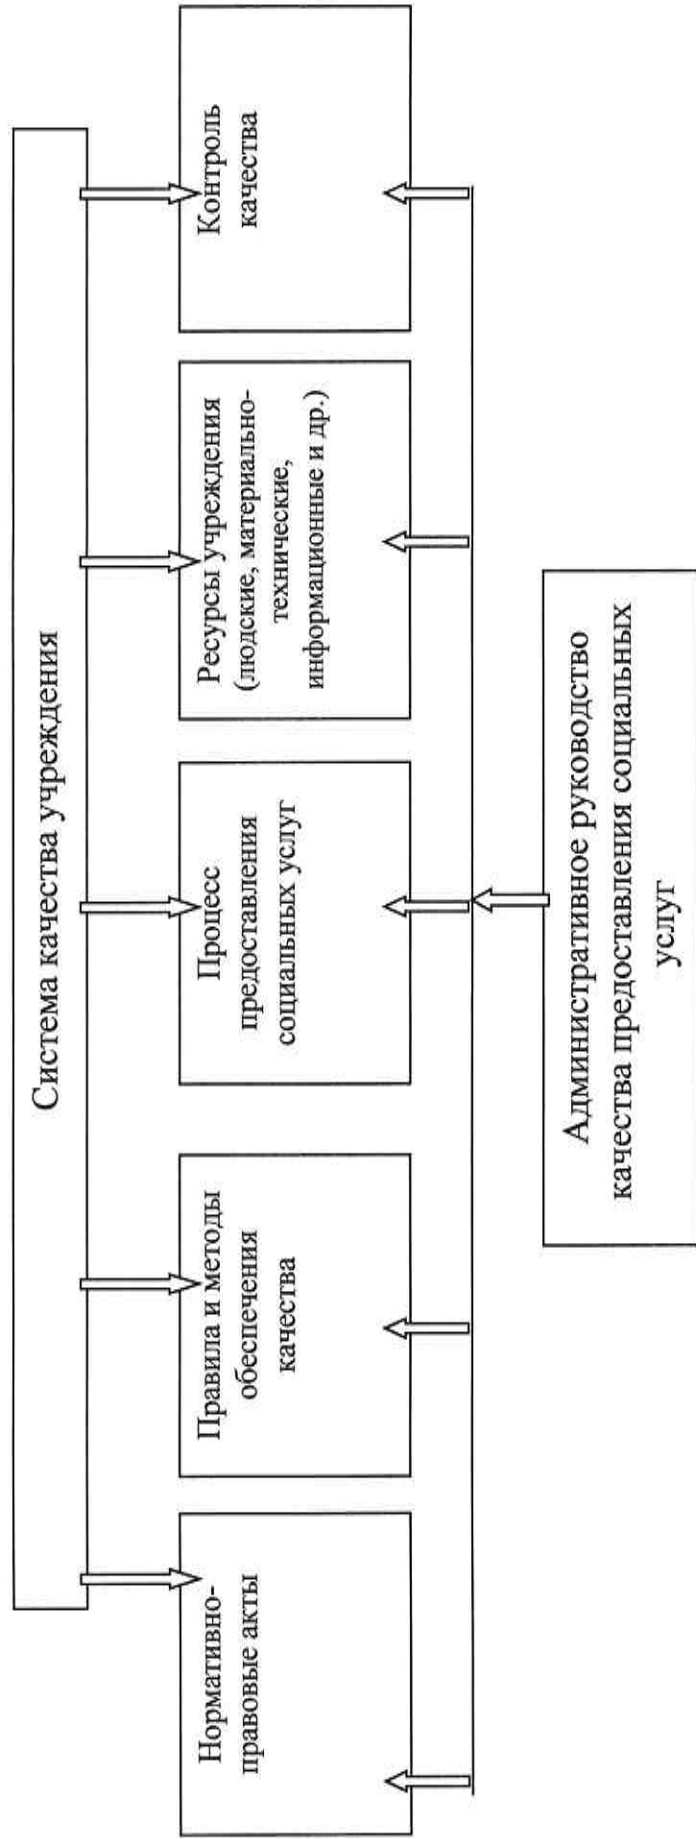 Система качества учреждения
Нормативно-
правовые акты
Правила и методы
обеспечения
качества
Процесс
предоставления
социальных услуг
Ресурсы учреждения
(людские, материально-
технические,
информационные и др.)
Контроль
качества
Административное руководство
качества предоставления социальных
услуг